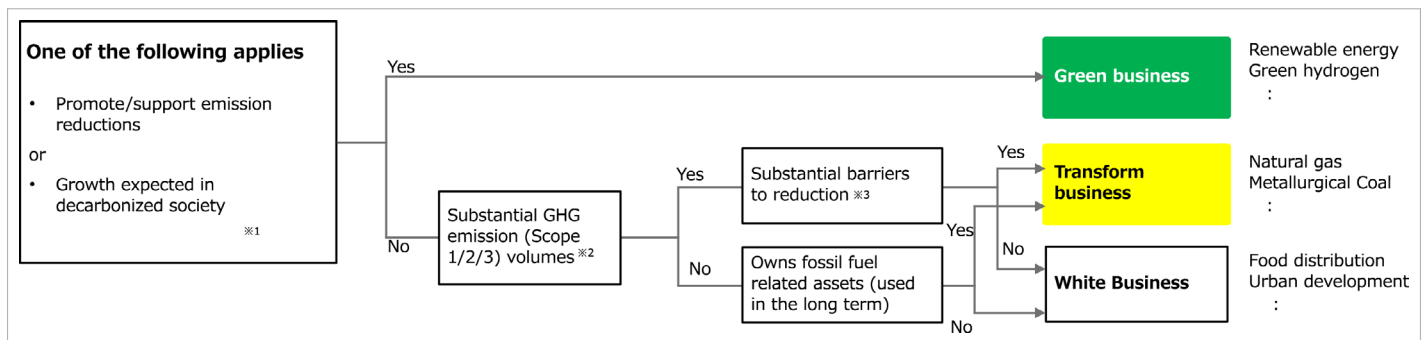 One of the following applies
• Promote/support emission
reductions
or
• Growth expected in
decarbonized society
※1
Yes
No
Substantial GHG
emission (Scope
1/2/3) volumes ※2
Yes
No
Substantial barriers
to reduction ※3
Owns fossil fuel
related assets (used
in the long term)
Yes
Yes
No
No
Green business
Renewable energy
Green hydrogen
:
Transform
business
Natural gas
Metallurgical Coal
:
White Business
Food distribution
Urban development
: